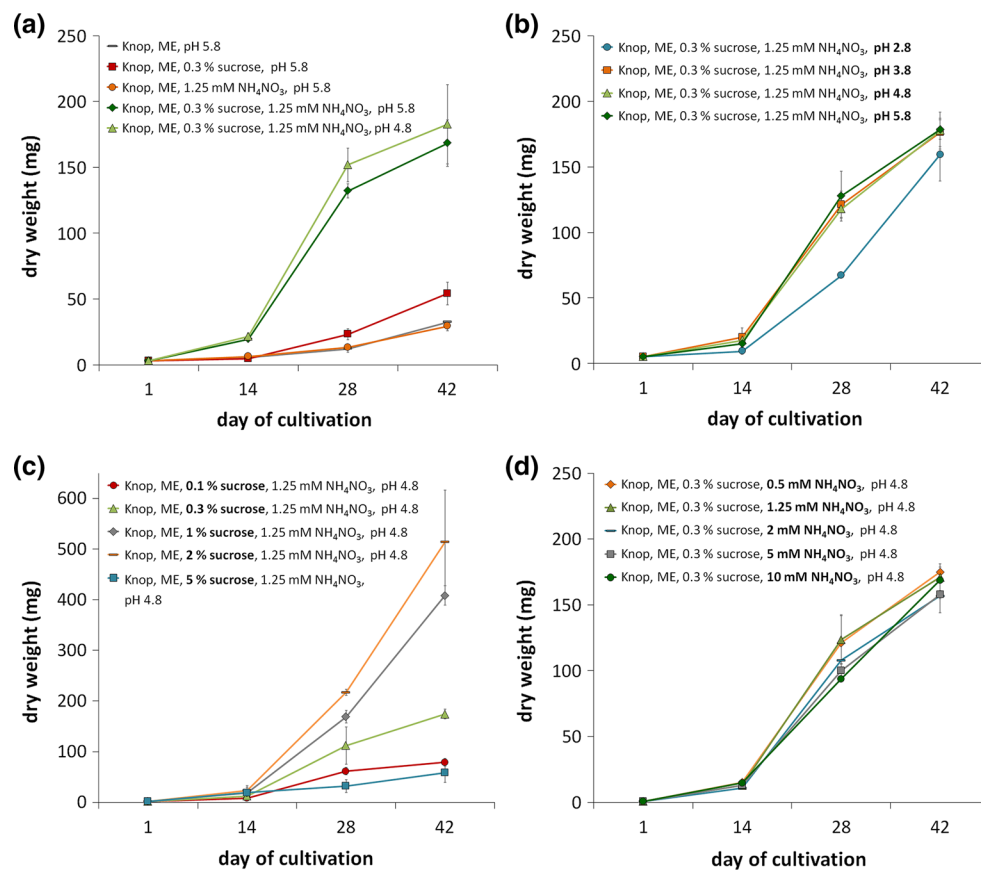 (a)
250
200
150
100
50
0
dry weight (mg)
Knop, ME, pH 5.8
Knop, ME, 0.3 % sucrose, pH 5.8
Knop, ME, 1.25 mM NH₄NO₃, pH 5.8
Knop, ME, 0.3 % sucrose, 1.25 mM NH₄NO₃, pH 5.8
Knop, ME, 0.3 % sucrose, 1.25 mM NH₄NO₃, pH 4.8
1 14 28 42
day of cultivation
(b)
250
200
150
100
50
0
dry weight (mg)
Knop, ME, 0.3 % sucrose, 1.25 mM NH₄NO₃, pH 2.8
Knop, ME, 0.3 % sucrose, 1.25 mM NH₄NO₃, pH 3.8
Knop, ME, 0.3 % sucrose, 1.25 mM NH₄NO₃, pH 4.8
Knop, ME, 0.3 % sucrose, 1.25 mM NH₄NO₃, pH 5.8
1 14 28 42
day of cultivation
(c)
600
500
400
300
200
100
0
dry weight (mg)
Knop, ME, 0.1 % sucrose, 1.25 mM NH₄NO₃, pH 4.8
Knop, ME, 0.3 % sucrose, 1.25 mM NH₄NO₃, pH 4.8
Knop, ME, 1 % sucrose, 1.25 mM NH₄NO₃, pH 4.8
Knop, ME, 2 % sucrose, 1.25 mM NH₄NO₃, pH 4.8
Knop, ME, 5 % sucrose, 1.25 mM NH₄NO₃,
pH 4.8
1 14 28 42
day of cultivation
(d)
250
200
150
100
50
0
dry weight (mg)
Knop, ME, 0.3 % sucrose, 0.5 mM NH₄NO₃, pH 4.8
Knop, ME, 0.3 % sucrose, 1.25 mM NH₄NO₃, pH 4.8
Knop, ME, 0.3 % sucrose, 2 mM NH₄NO₃, pH 4.8
Knop, ME, 0.3 % sucrose, 5 mM NH₄NO₃, pH 4.8
Knop, ME, 0.3 % sucrose, 10 mM NH₄NO₃, pH 4.8
1 14 28 42
day of cultivation